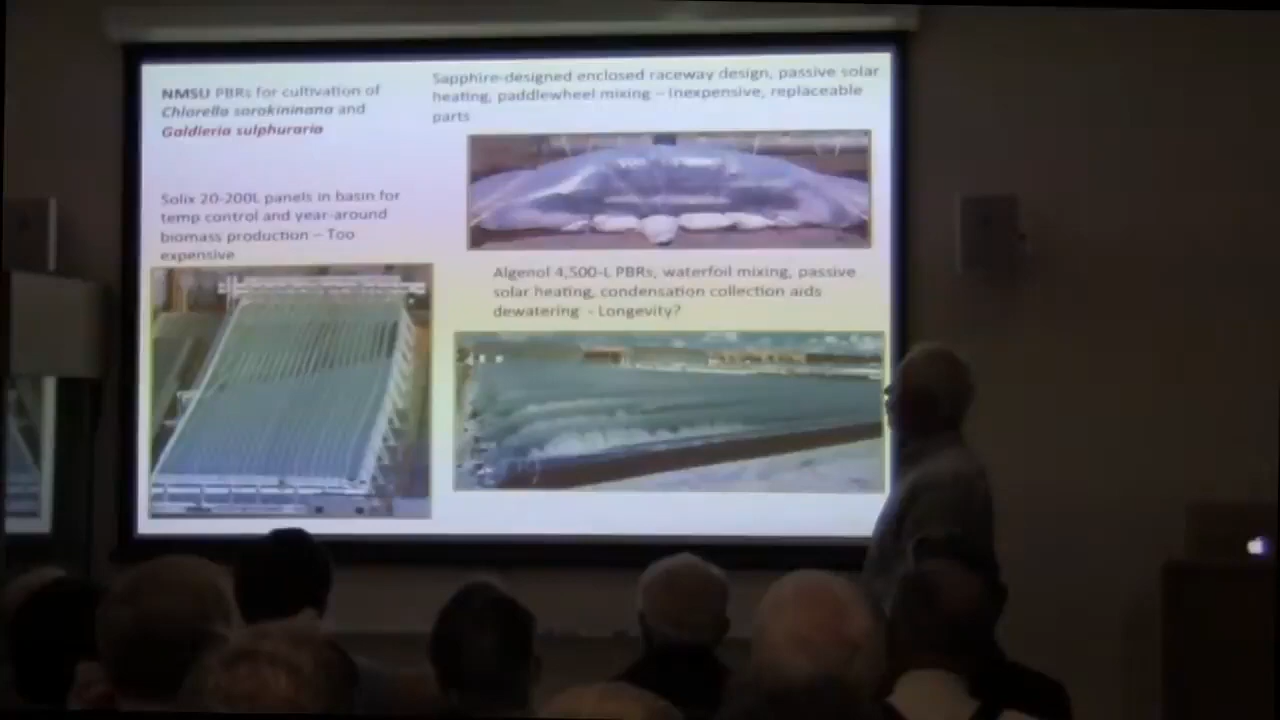 NMSU PBRs for cultivation of
Chlorella sorokininana and
Galdieria sulphuraria
Solix 20-200L panels in basin for
temp control and year-around
biomass production – Too
expensive
Sapphire-designed enclosed raceway design, passive solar
heating, paddlewheel mixing – Inexpensive, replaceable
parts
Algenol 4,500-L PBRs, waterfoil mixing, passive
solar heating, condensation collection aids
dewatering - Longevity?